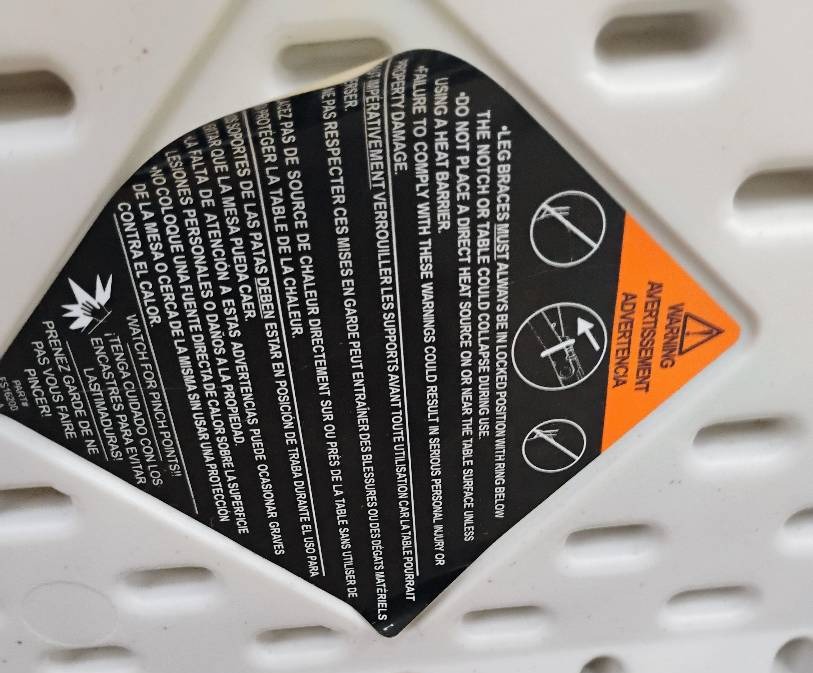 WARNING
AVERTISSEMENT
ADVERTENCIA
•LEG BRACES MUST ALWAYS BE IN LOCKED POSITION WITH RING BELOW
THE NOTCH OR TABLE COULD COLLAPSE DURING USE.
•DO NOT PLACE A DIRECT HEAT SOURCE ON OR NEAR THE TABLE SURFACE UNLESS
USING A HEAT BARRIER.
•FAILURE TO COMPLY WITH THESE WARNINGS COULD RESULT IN SERIOUS PERSONAL INJURY OR
PROPERTY DAMAGE.
IMPÉRATIVEMENT VERROUILLER LES SUPPORTS AVANT TOUTE UTILISATION CAR LA TABLE POURRAIT
NE PAS RESPECTER CES MISES EN GARDE PEUT ENTRAÎNER DES BLESSURES OU DES DÉGATS MATÉRIELS
PAS DE SOURCE DE CHALEUR DIRECTEMENT SUR OU PRÉS DE LA TABLE SANS UTILISER DE
PROTÉGER LA TABLE DE LA CHALEUR.
SOPORTES DE LAS PATAS DEBEN ESTAR EN POSICIÓN DE TRABA DURANTE EL USO PARA
QUE LA MESA PUEDA CAER.
LA FALTA DE ATENCIÓN A ESTAS ADVERTENCIAS PUEDE OCASIONAR GRAVES
LESIONES PERSONALES O DAÑOS A LA PROPIEDAD.
NO COLOQUE UNA FUENTE DIRECTA DE CALOR SOBRE LA SUPERFICIE
DE LA MESA O CERCA DE LA MISMA SIN USAR UNA PROTECCIÓN
CONTRA EL CALOR.
WATCH FOR PINCH POINTS!!
¡TENGA CUIDADO CON LOS
ENCASTRES PARA EVITAR
LASTIMADURAS!
PRENEZ GARDE DE NE
PAS VOUS FAIRE
PINCER!
PART#